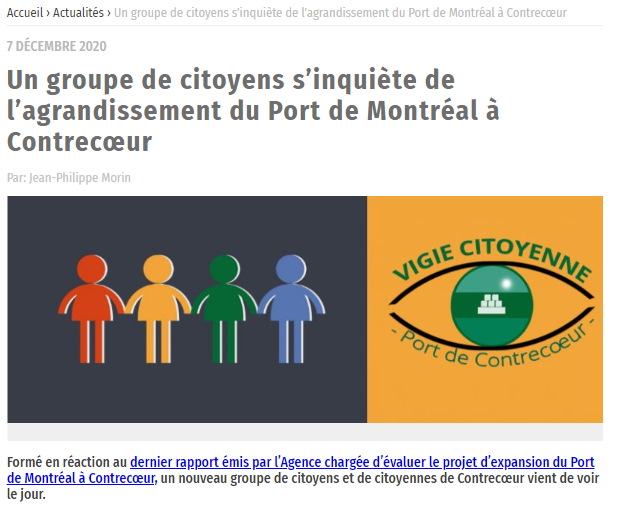 Accueil › Actualités › Un groupe de citoyens s'inquiète de l'agrandissement du Port de Montréal à Contrecœur
7 DÉCEMBRE 2020
Un groupe de citoyens s’inquiète de
l’agrandissement du Port de Montréal à
Contrecœur
Par: Jean-Philippe Morin
VIGIE CITOYENNE
- Port de Contrecœur -
Formé en réaction au dernier rapport émis par l’Agence chargée d’évaluer le projet d’expansion du Port
de Montréal à Contrecœur, un nouveau groupe de citoyens et de citoyennes de Contrecœur vient de voir
le jour.